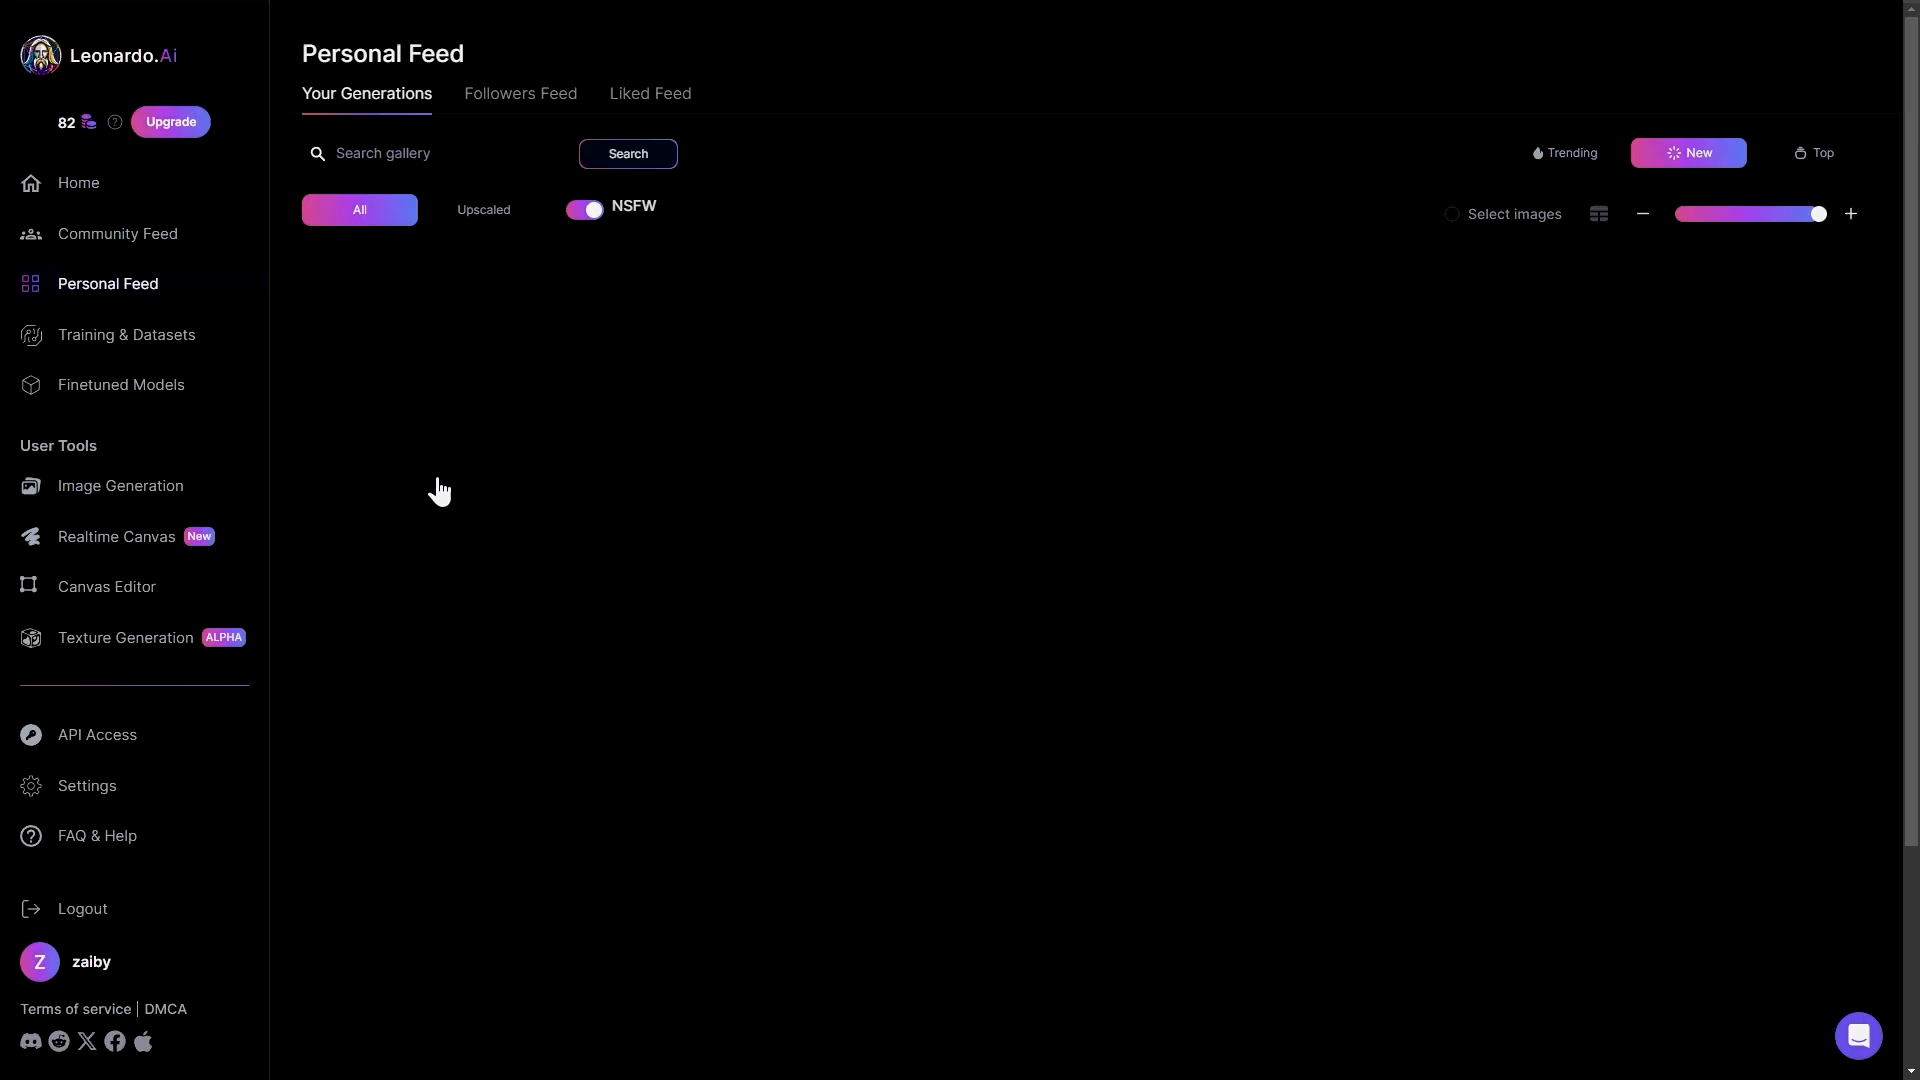 Leonardo.Ai
82 Upgrade
Home
Community Feed
Personal Feed
Training & Datasets
Finetuned Models
User Tools
Image Generation
Realtime Canvas New
Canvas Editor
Texture Generation ALPHA
API Access
Settings
FAQ & Help
Logout
Z zaiby
Terms of service | DMCA
Personal Feed
Your Generations Followers Feed Liked Feed
Search gallery Search Trending New Top
All Upscaled NSFW Select images